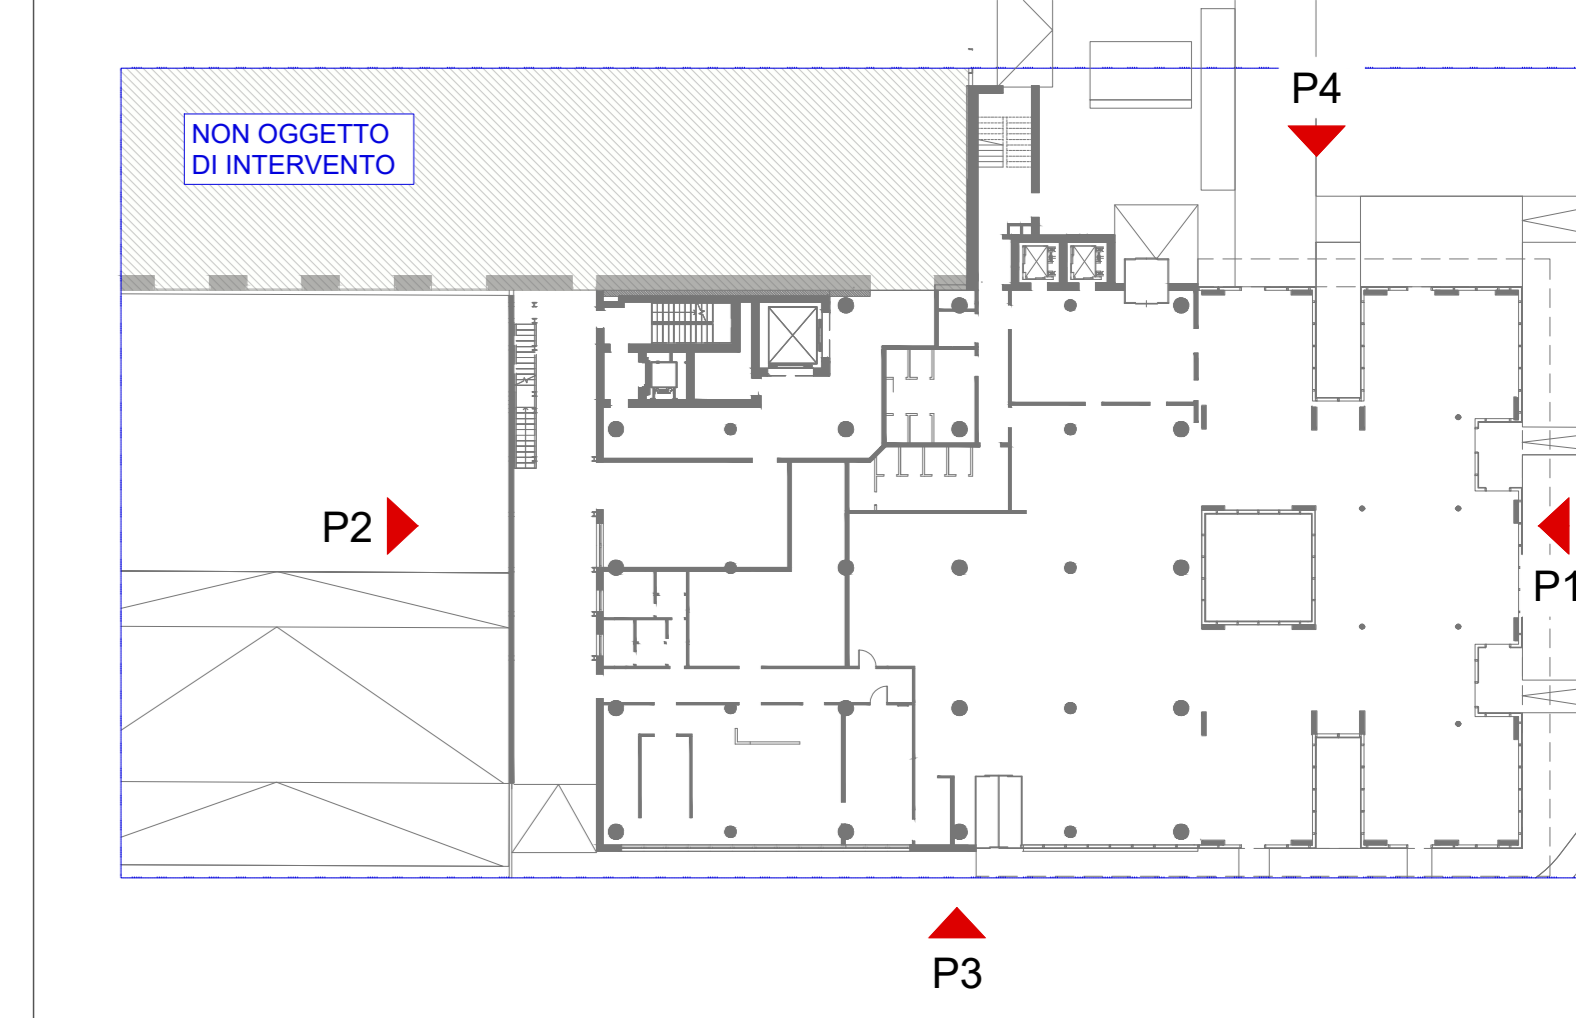 P4
NON OGGETTO
DI INTERVENTO
P2
P1
P3